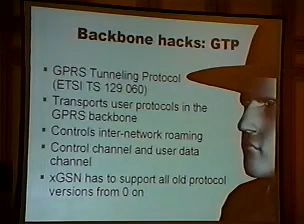 Backbone hacks: GTP
GPRS Tunneling Protocol
(ETSI TS 129 060)
Transports user protocols in the
GPRS backbone
Controls inter-network roaming
Control channel and user data
channel
xGSN has to support all old protocol
versions from 0 on